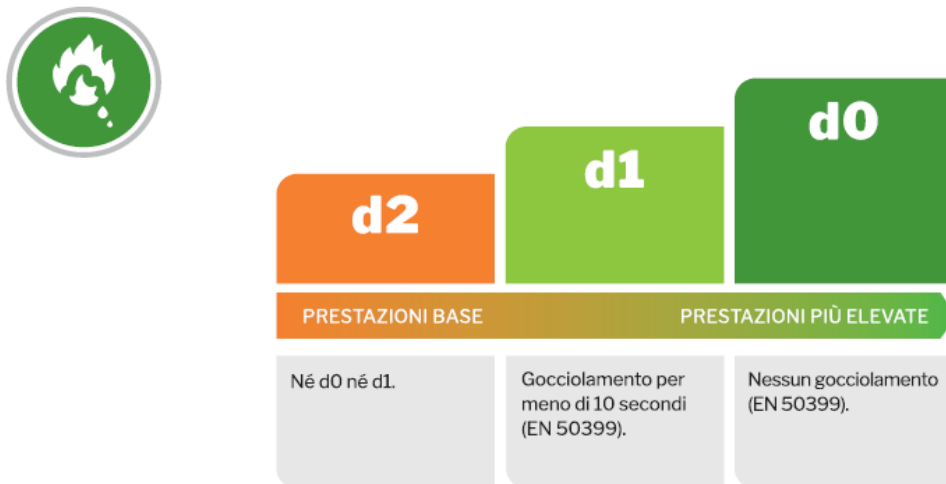 d2
d1
d0
PRESTAZIONI BASE
PRESTAZIONI PIÙ ELEVATE
Né d0 né d1.
Gocciolamento per
meno di 10 secondi
(EN 50399).
Nessun gocciolamento
(EN 50399).